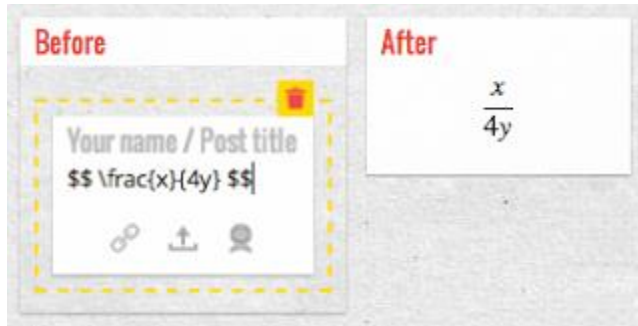 Before
Your name / Post title
$$ \frac{x}{4y} $$
After
x
4y